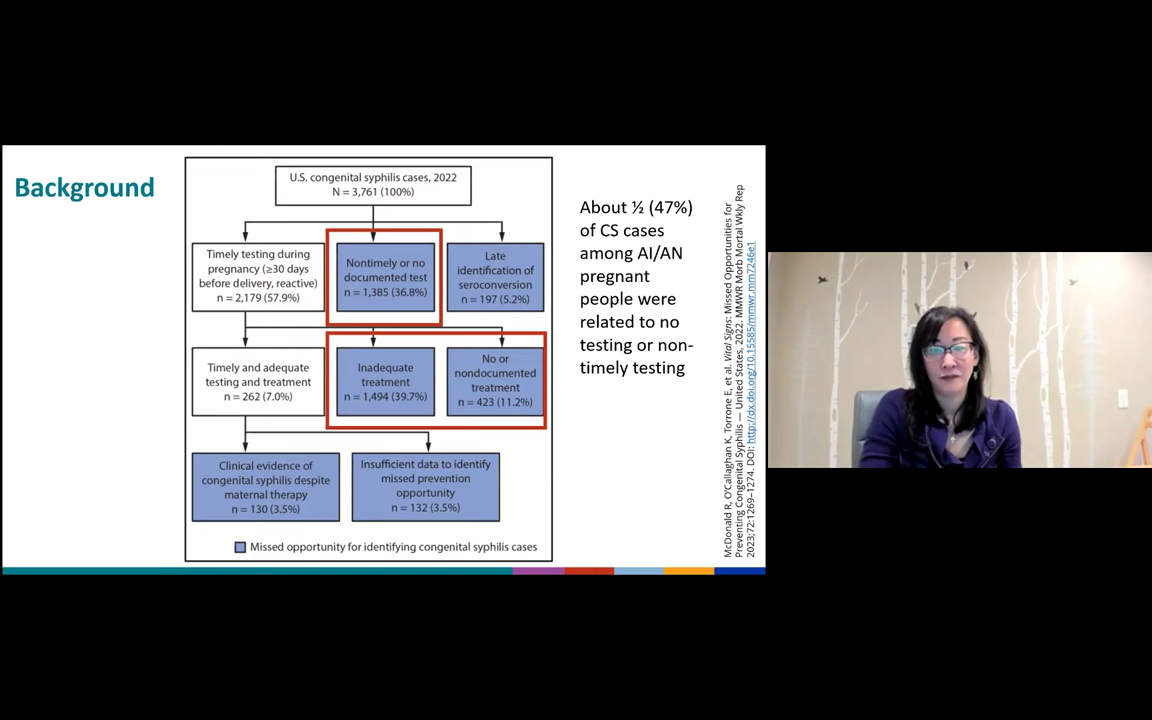 Background
U.S. congenital syphilis cases, 2022
N = 3,761 (100%)
Timely testing during
pregnancy (≥30 days
before delivery, reactive)
n = 2,179 (57.9%)
Nontimely or no
documented test
n = 1,385 (36.8%)
Late
identification of
seroconversion
n = 197 (5.2%)
Timely and adequate
testing and treatment
n = 262 (7.0%)
Inadequate
treatment
n = 1,494 (39.7%)
No or
nondocumented
treatment
n = 423 (11.2%)
Clinical evidence of
congenital syphilis despite
maternal therapy
n = 130 (3.5%)
Insufficient data to identify
missed prevention
opportunity
n = 132 (3.5%)
Missed opportunity for identifying congenital syphilis cases
About ½ (47%)
of CS cases
among AI/AN
pregnant
people were
related to no
testing or non-
timely testing
McDonald R, O'Callaghan K, Torrone E, et al. Vital Signs: Missed Opportunities for
Preventing Congenital Syphilis — United States, 2022. MMWR Morb Mortal Wkly Rep
2023;72:1269–1274. DOI: http://dx.doi.org/10.15585/mmwr.mm7246e1